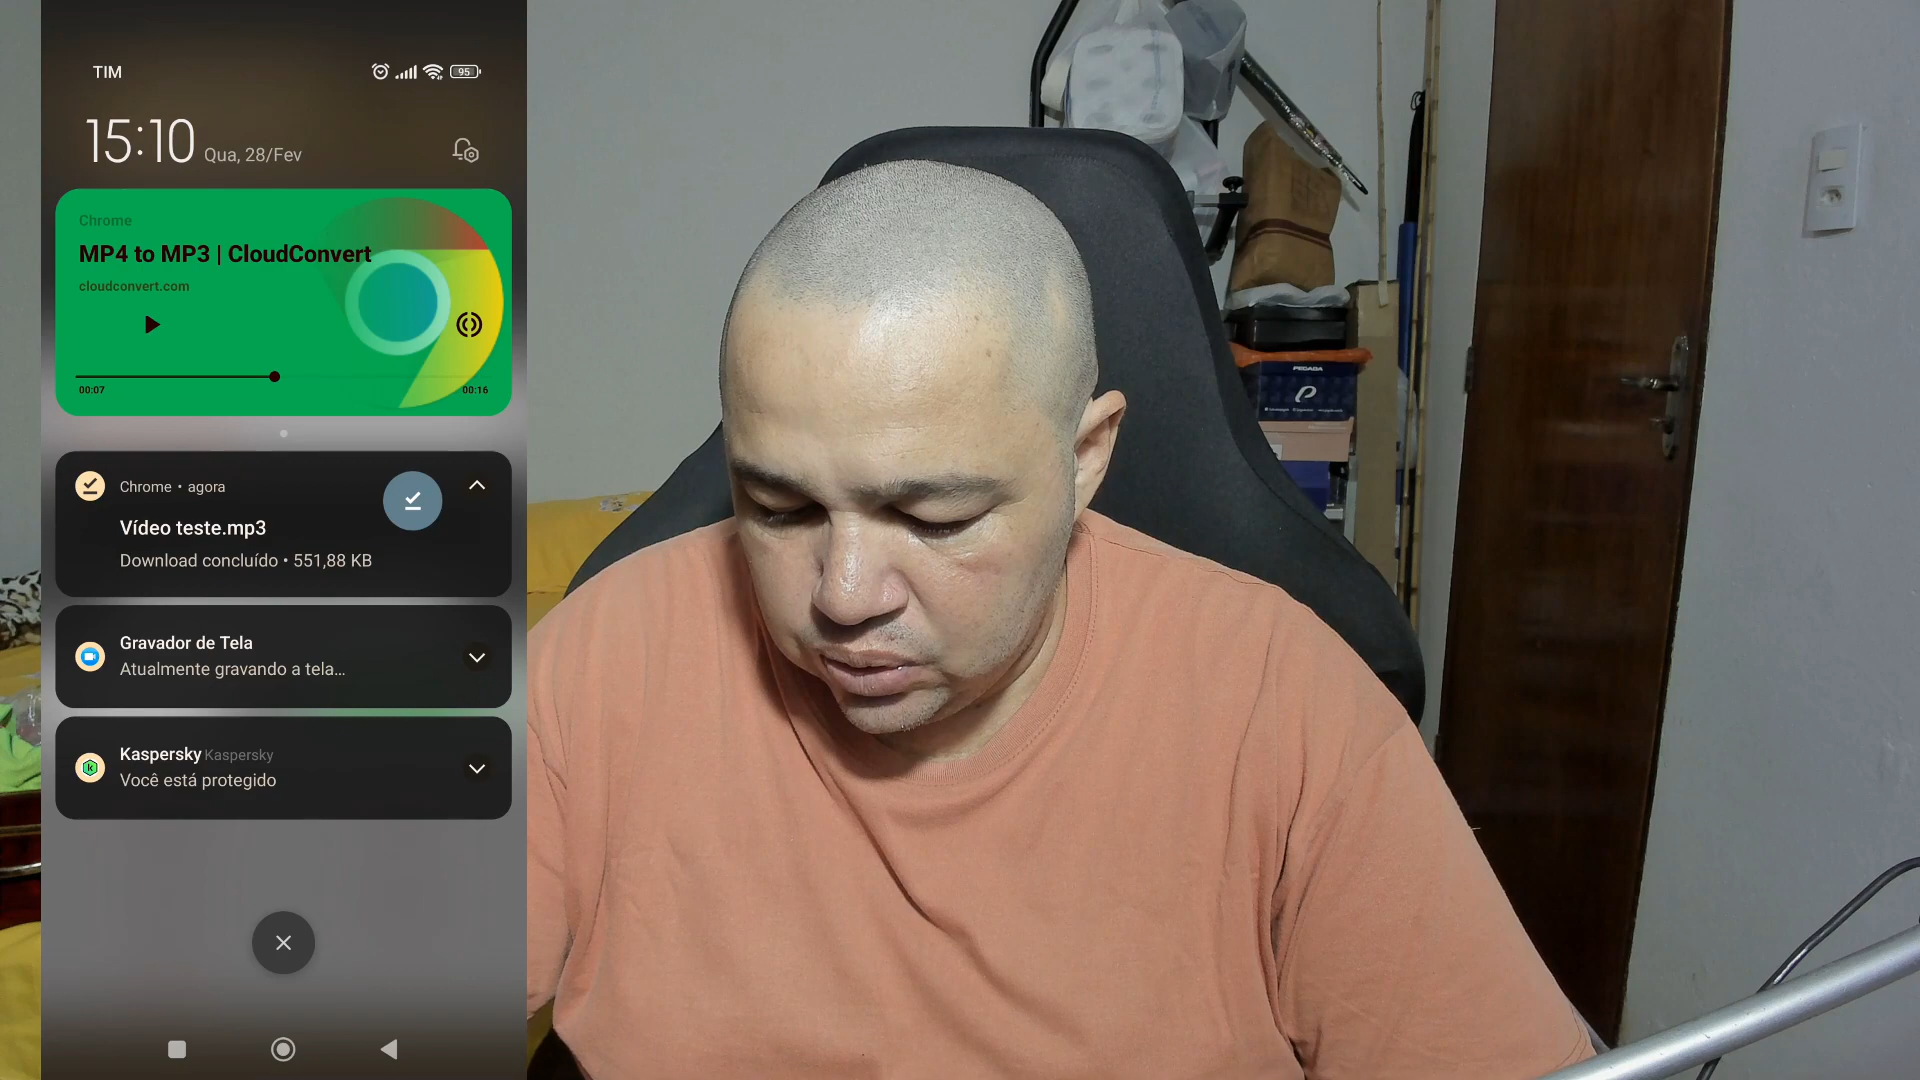 TIM
95
15:10 Qua, 28/Fev
Chrome
MP4 to MP3 | CloudConvert
cloudconvert.com
00:07
00:16
Chrome • agora
Vídeo teste.mp3
Download concluído • 551,88 KB
Gravador de Tela
Atualmente gravando a tela...
Kaspersky Kaspersky
Você está protegido
PEGADA